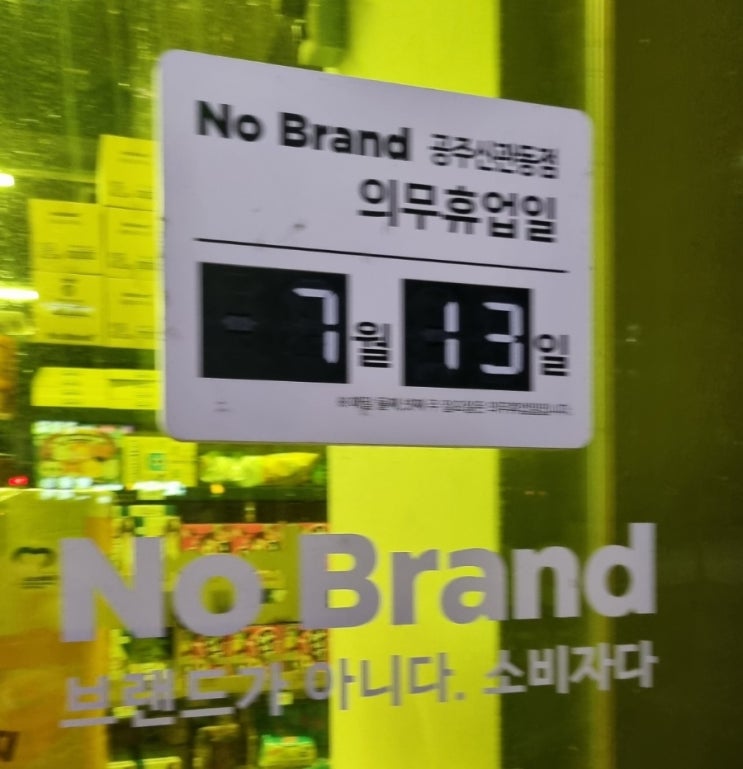 No Brand 공주신관동점
의무휴업일
7월 13일
No Brand
브랜드가 아니다. 소비자다